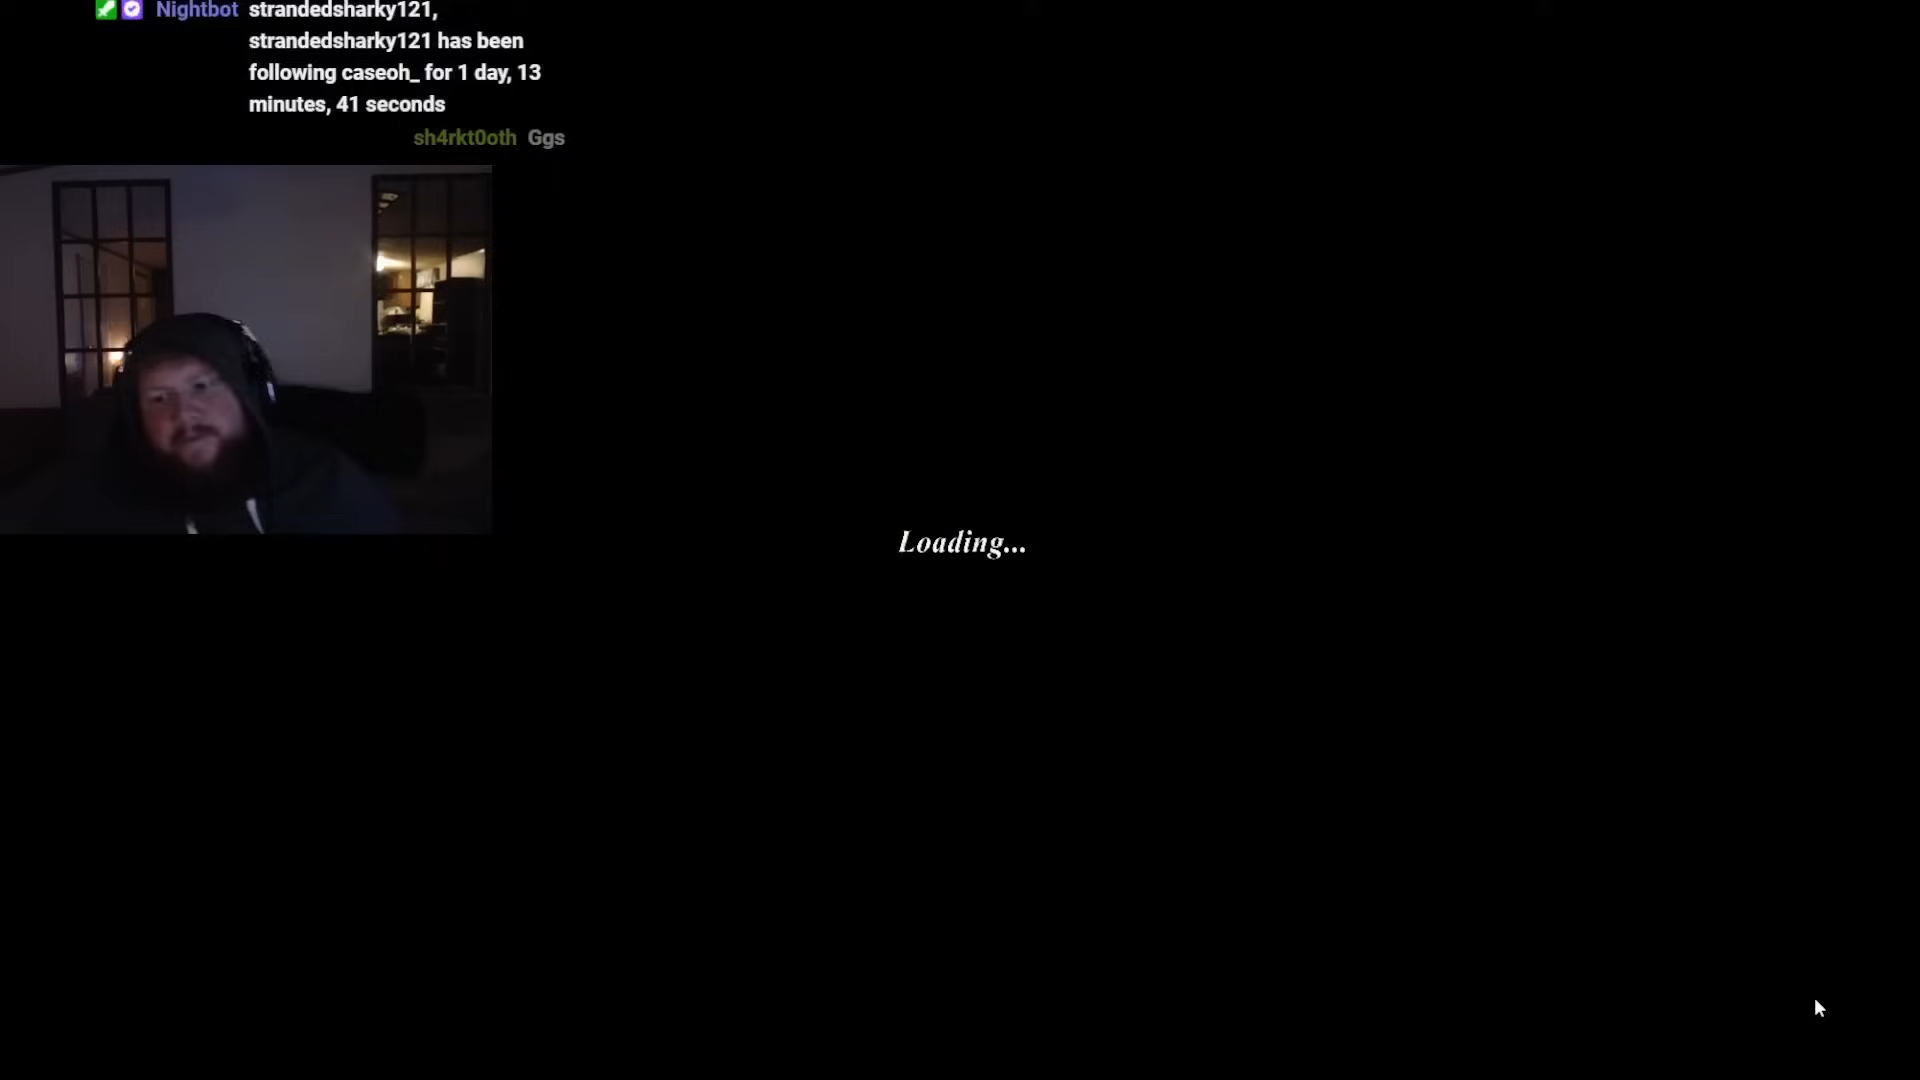 Nightbot strandedsharky121,
strandedsharky121 has been
following caseoh_ for 1 day, 13
minutes, 41 seconds
sh4rkt0oth Ggs
Loading...